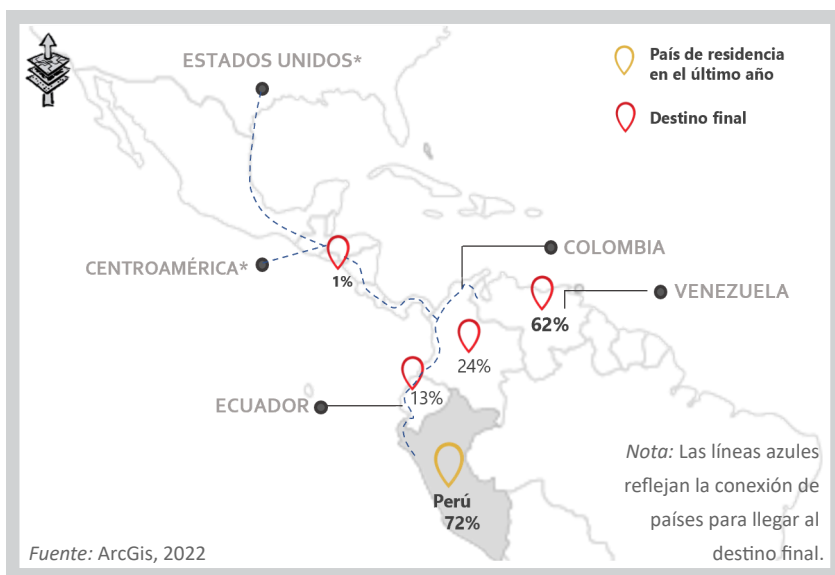 ESTADOS UNIDOS*
País de residencia
en el último año
Destino final
CENTROAMÉRICA*
1%
COLOMBIA
VENEZUELA
62%
24%
13%
ECUADOR
Perú
72%
Nota: Las líneas azules
reflejan la conexión de
países para llegar al
destino final.
Fuente: ArcGis, 2022